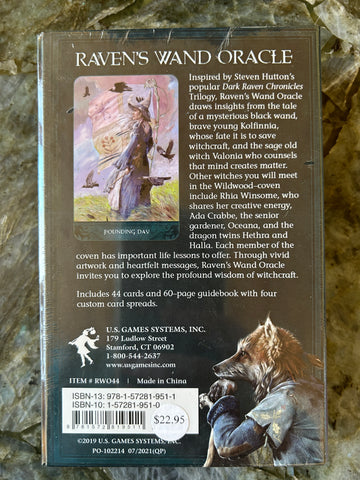 RAVEN'S WAND ORACLE
Inspired by Steven Hutton's
popular Dark Raven Chronicles
Trilogy, Raven's Wand Oracle
draws insights from the tale
of a mysterious black wand,
brave young Kolfinnia,
whose fate it is to save
witchcraft, and the sage old
witch Valonia who counsels
that mind creates matter.
Other witches you will meet
in the Wildwood-coven
include Rhia Winsome, who
shares her creative energy,
Ada Crabbe, the senior
gardener, Oceana, and the
dragon twins Hethra and
Halla. Each member of the
coven has important life lessons to offer. Through vivid
artwork and heartfelt messages, Raven's Wand Oracle
invites you to explore the profound wisdom of witchcraft.
FOUNDING DAY
Includes 44 cards and 60-page guidebook with four
custom card spreads.
U.S. GAMES SYSTEMS, INC.
179 Ludlow Street
Stamford, CT 06902
1-800-544-2637
www.usgamesinc.com
ITEM # RWO44 | Made in China
ISBN-13: 978-1-57281-951-1
ISBN-10: 1-57281-951-0
$22.95
©2019 U.S. GAMES SYSTEMS, INC.
PO-102214 07/2021(QP)